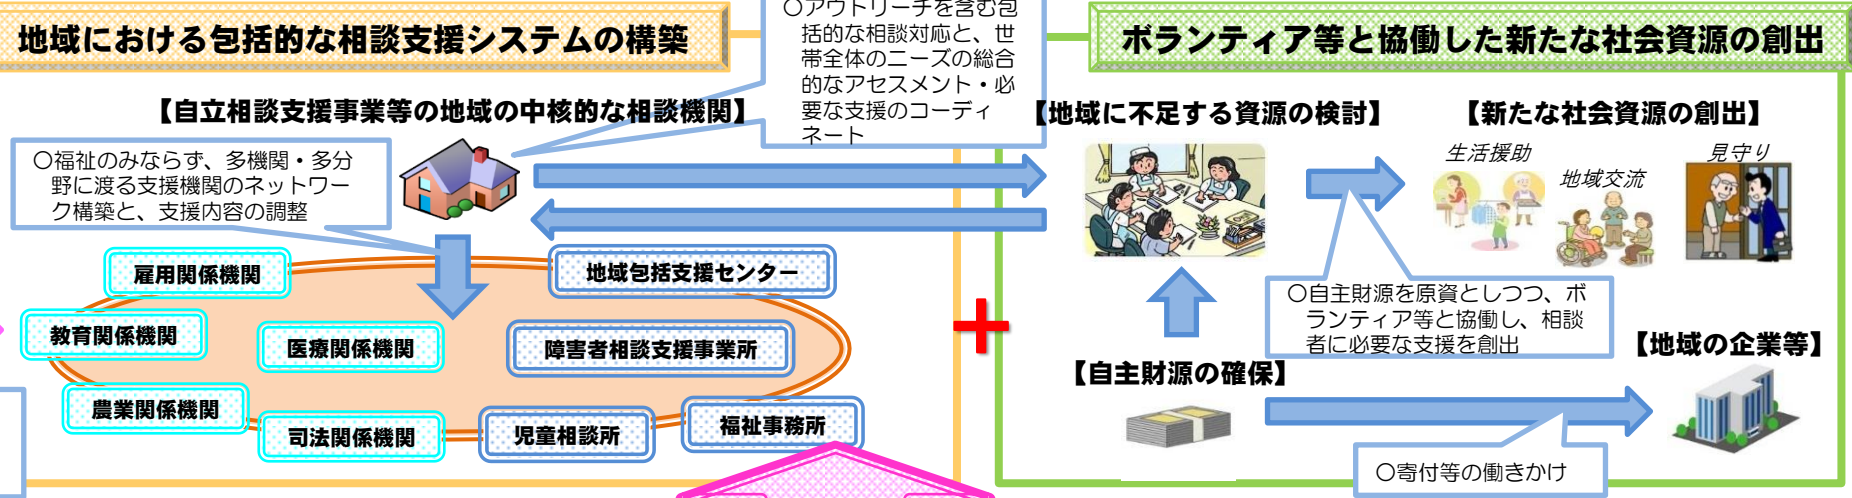 地域における包括的な相談支援システムの構築
〇アウトリーチを含む包
括的な相談対応と、世
帯全体のニーズの総合
的なアセスメント・必
要な支援のコーディ
ネート
【自立相談支援事業等の地域の中核的な相談機関】
〇福祉のみならず、多機関・多分
野に渡る支援機関のネットワー
ク構築と、支援内容の調整
雇用関係機関
地域包括支援センター
教育関係機関
医療関係機関
障害者相談支援事業所
農業関係機関
司法関係機関
児童相談所
福祉事務所
+
ボランティア等と協働した新たな社会資源の創出
【地域に不足する資源の検討】
【新たな社会資源の創出】
生活援助
見守り
地域交流
〇自主財源を原資としつつ、ボ
ランティア等と協働し、相談
者に必要な支援を創出
【自主財源の確保】
【地域の企業等】
〇寄付等の働きかけ